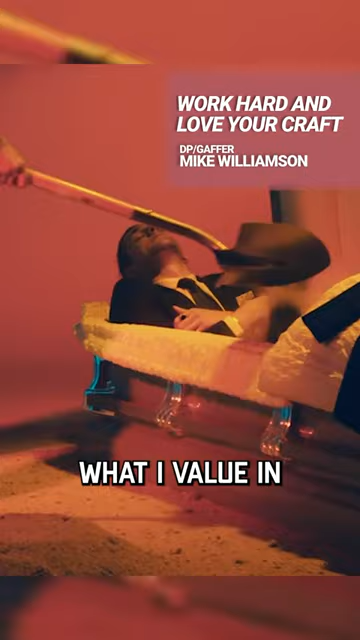 WORK HARD AND
LOVE YOUR CRAFT
DP/GAFFER
MIKE WILLIAMSON
WHAT I VALUE IN